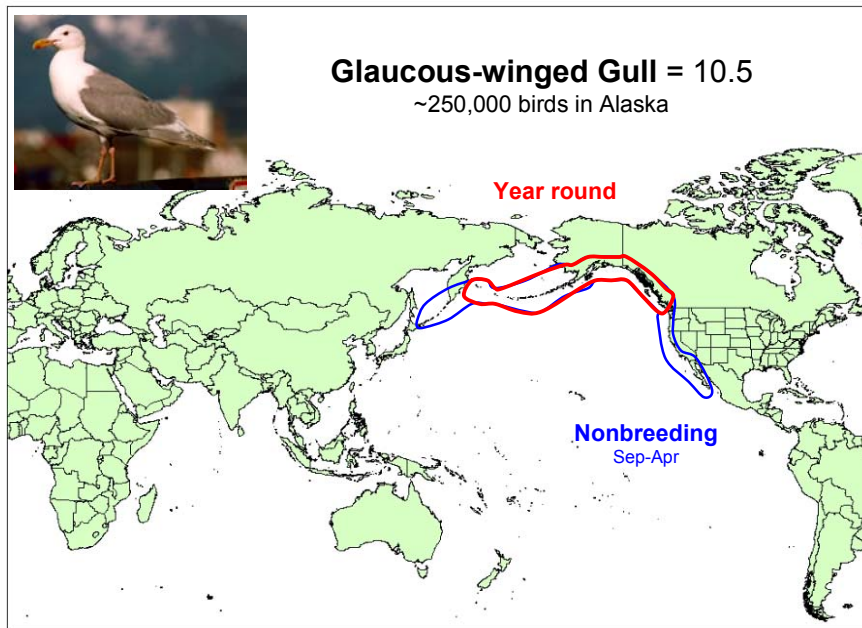 Glaucous-winged Gull = 10.5
~250,000 birds in Alaska
Year round
Nonbreeding
Sep-Apr